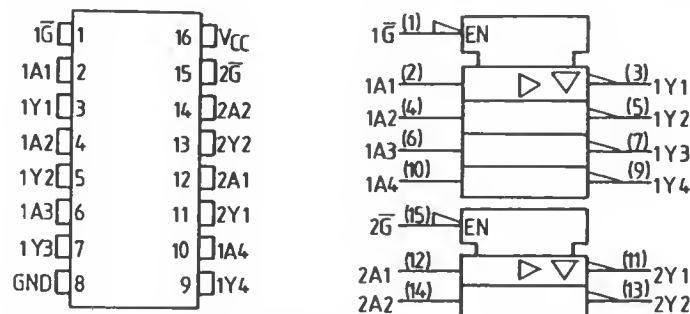 1G̅ 1 16 VCC
1A1 2 15 2G̅
1Y1 3 14 2A2
1A2 4 13 2Y2
1Y2 5 12 2A1
1A3 6 11 2Y1
1Y3 7 10 1A4
GND 8 9 1Y4
1G̅ (1) EN
1A1 (2) (3) 1Y1
1A2 (4) (5) 1Y2
1A3 (6) (7) 1Y3
1A4 (10) (9) 1Y4
2G̅ (15) EN
2A1 (12) (11) 2Y1
2A2 (14) (13) 2Y2